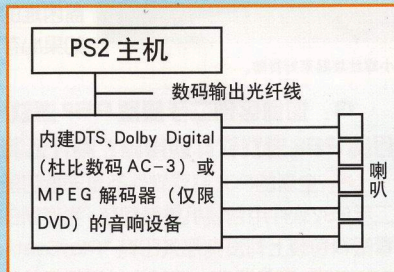 PS2 主机
数码输出光纤线
内建DTS、Dolby Digital
（杜比数码 AC-3）或
MPEG 解码器（仅限
DVD）的音响设备
喇叭